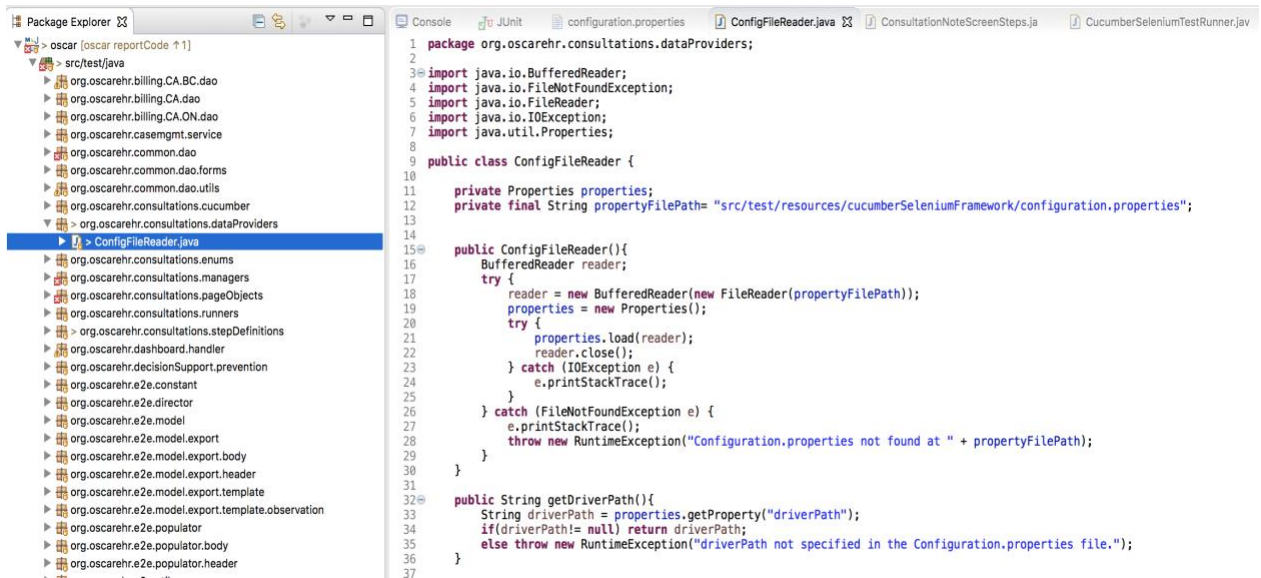 Package Explorer
> oscar [oscar reportCode ↑1]
> src/test/java
org.oscarehr.billing.CA.BC.dao
org.oscarehr.billing.CA.dao
org.oscarehr.billing.CA.ON.dao
org.oscarehr.casemgmt.service
org.oscarehr.common.dao
org.oscarehr.common.dao.forms
org.oscarehr.common.dao.utils
org.oscarehr.consultations.cucumber
> org.oscarehr.consultations.dataProviders
> ConfigFileReader.java
org.oscarehr.consultations.enums
org.oscarehr.consultations.managers
org.oscarehr.consultations.pageObjects
org.oscarehr.consultations.runners
> org.oscarehr.consultations.stepDefinitions
org.oscarehr.dashboard.handler
org.oscarehr.decisionSupport.prevention
org.oscarehr.e2e.constant
org.oscarehr.e2e.director
org.oscarehr.e2e.model
org.oscarehr.e2e.model.export
org.oscarehr.e2e.model.export.body
org.oscarehr.e2e.model.export.header
org.oscarehr.e2e.model.export.template
org.oscarehr.e2e.model.export.template.observation
org.oscarehr.e2e.populator
org.oscarehr.e2e.populator.body
org.oscarehr.e2e.populator.header
Console JUnit configuration.properties ConfigFileReader.java ConsultationNoteScreenSteps.ja CucumberSeleniumTestRunner.jav
1 package org.oscarehr.consultations.dataProviders;
2
3 import java.io.BufferedReader;
4 import java.io.FileNotFoundException;
5 import java.io.FileReader;
6 import java.io.IOException;
7 import java.util.Properties;
8
9 public class ConfigFileReader {
10
11 private Properties properties;
12 private final String propertyFilePath= "src/test/resources/cucumberSeleniumFramework/configuration.properties";
13
14
15 public ConfigFileReader(){
16 BufferedReader reader;
17 try {
18 reader = new BufferedReader(new FileReader(propertyFilePath));
19 properties = new Properties();
20 try {
21 properties.load(reader);
22 reader.close();
23 } catch (IOException e) {
24 e.printStackTrace();
25 }
26 } catch (FileNotFoundException e) {
27 e.printStackTrace();
28 throw new RuntimeException("Configuration.properties not found at " + propertyFilePath);
29 }
30 }
31
32 public String getDriverPath(){
33 String driverPath = properties.getProperty("driverPath");
34 if(driverPath!= null) return driverPath;
35 else throw new RuntimeException("driverPath not specified in the Configuration.properties file.");
36 }
37